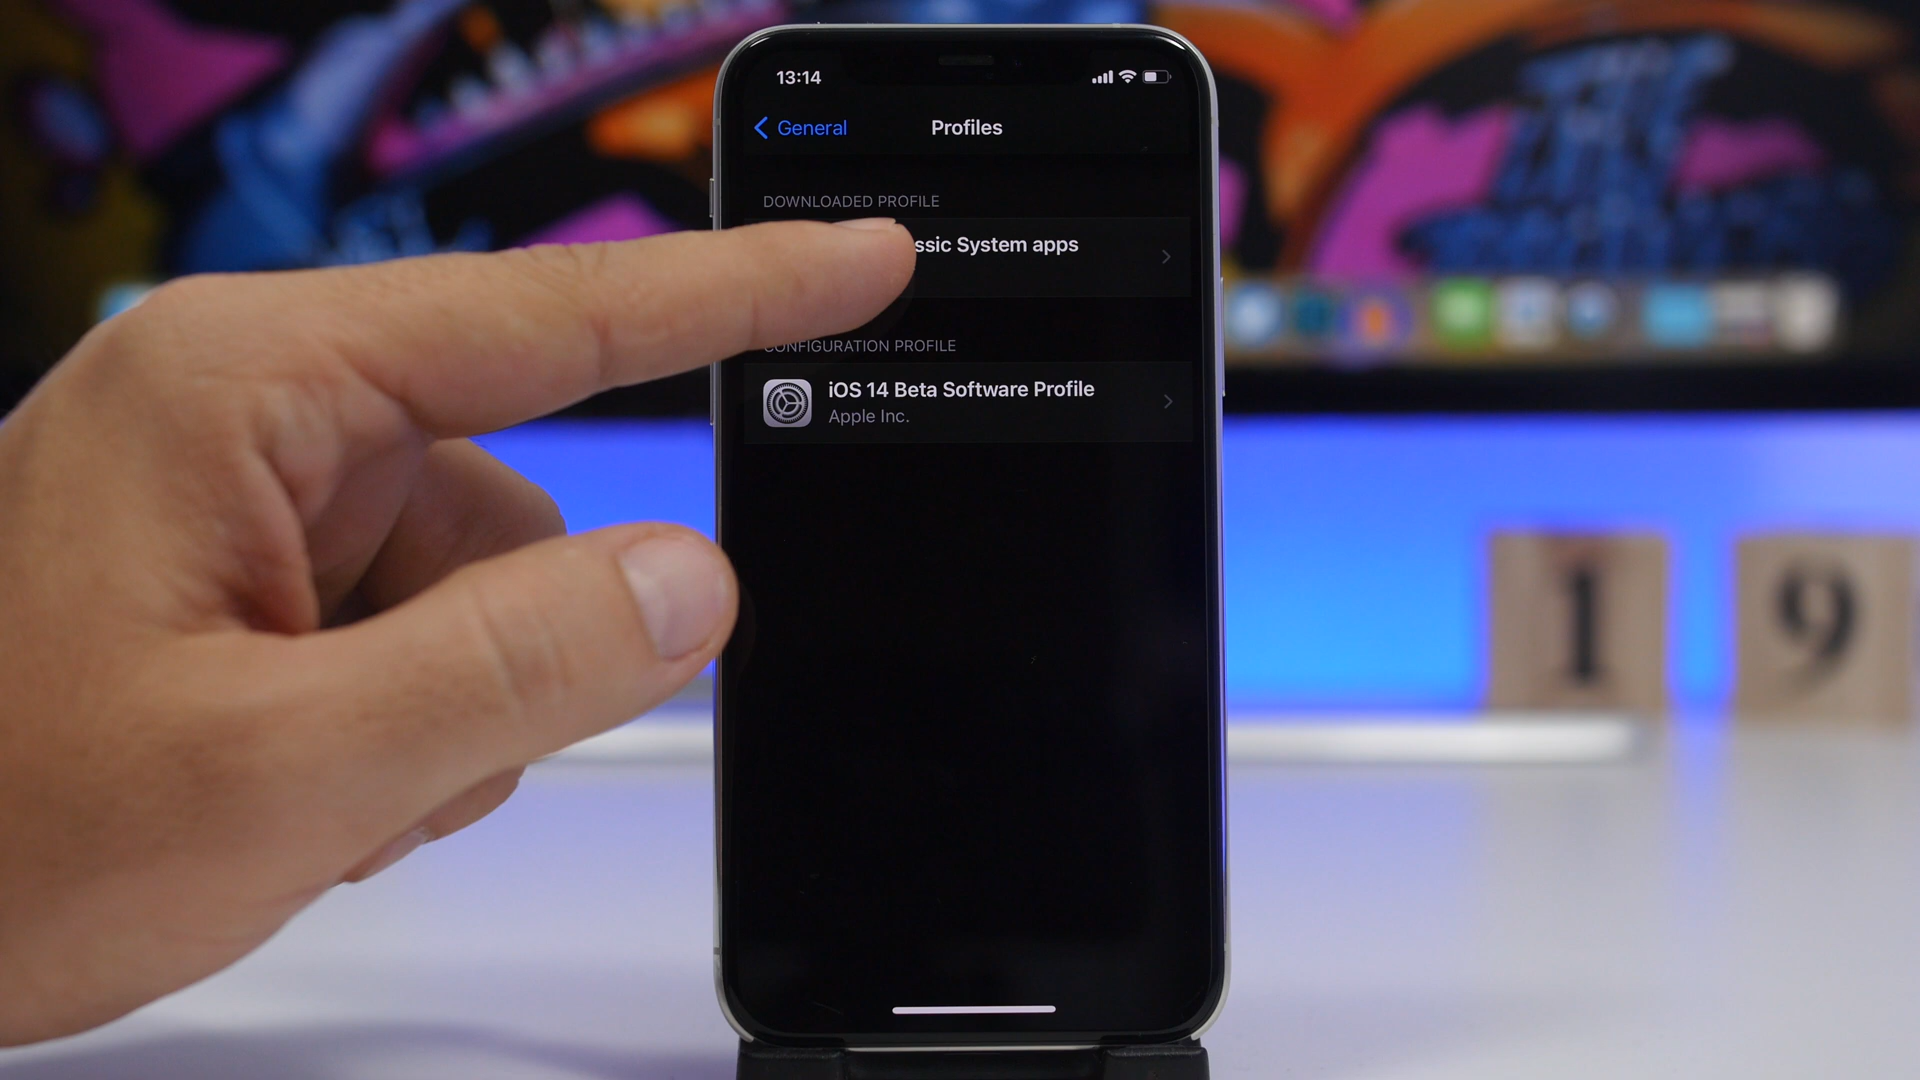 13:14
General
Profiles
DOWNLOADED PROFILE
ssic System apps
CONFIGURATION PROFILE
iOS 14 Beta Software Profile
Apple Inc.
1 9